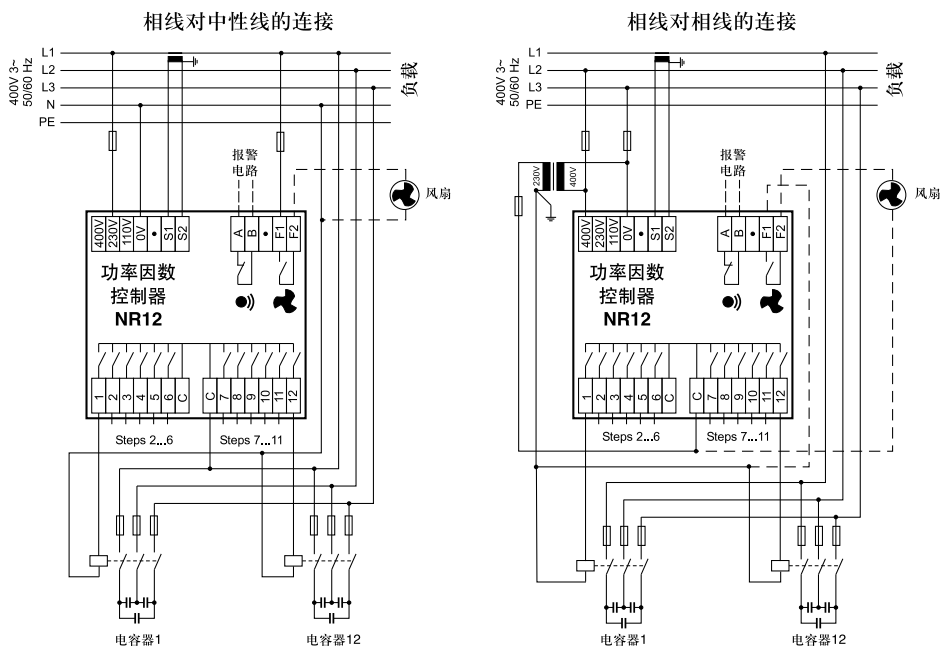 相线对中性线的连接
400V 3~
50/60 Hz
L1
L2
L3
N
PE
负载
报警
电路
风扇
400V
230V
110V
0V
•
S1
S2
A
B
•
F1
F2
功率因数
控制器
NR12
1
2
3
4
5
6
C
C
7
8
9
10
11
12
Steps 2...6
Steps 7...11
电容器1
电容器12
相线对相线的连接
400V 3~
50/60 Hz
L1
L2
L3
PE
负载
230V
400V
报警
电路
风扇
400V
230V
110V
0V
•
S1
S2
A
B
•
F1
F2
功率因数
控制器
NR12
1
2
3
4
5
6
C
C
7
8
9
10
11
12
Steps 2...6
Steps 7...11
电容器1
电容器12